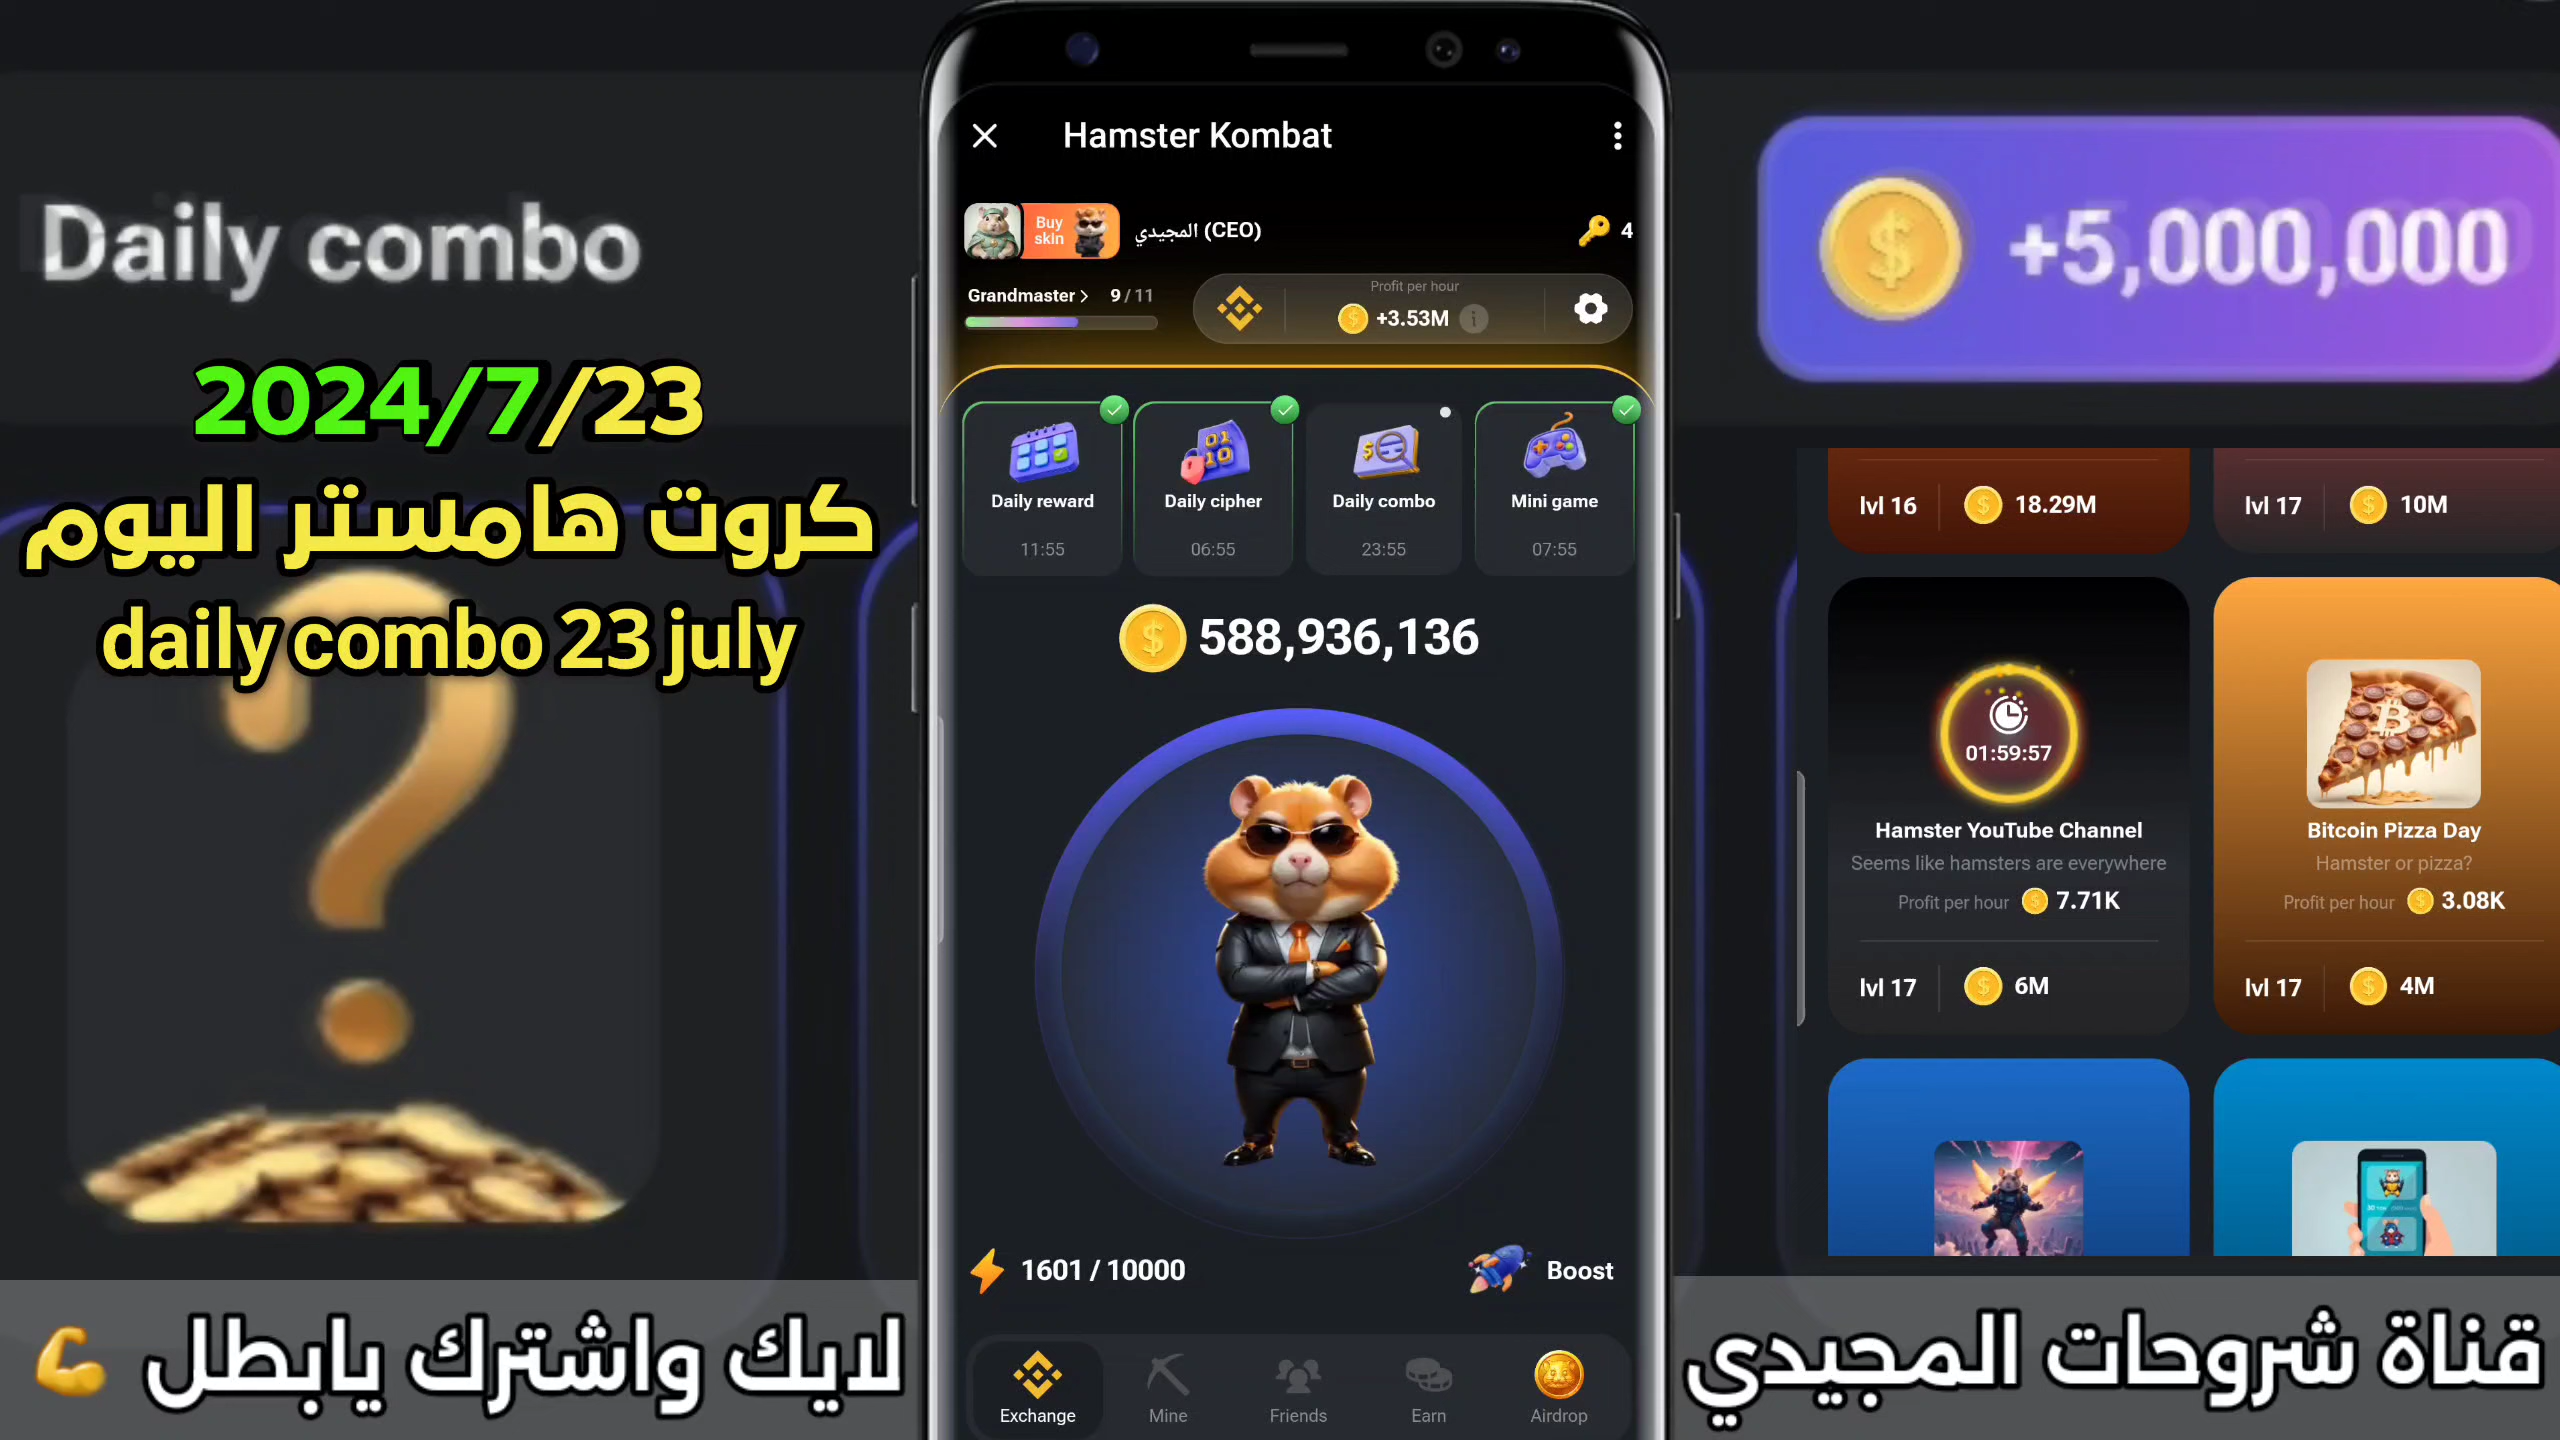 Daily combo
+5,000,000
2024/7/23
كروت هامستر اليوم
daily combo 23 july
Hamster Kombat
Buy skin
المجيدي (CEO)
4
Grandmaster >
9/11
Profit per hour
+3.53M
Daily reward
11:55
Daily cipher
06:55
Daily combo
23:55
Mini game
07:55
588,936,136
1601 / 10000
Boost
Exchange
Mine
Friends
Earn
Airdrop
lvl 16
18.29M
lvl 17
10M
01:59:57
Hamster YouTube Channel
Seems like hamsters are everywhere
Profit per hour 7.71K
lvl 17
6M
Bitcoin Pizza Day
Hamster or pizza?
Profit per hour 3.08K
lvl 17
4M
لايك واشترك يابطل 💪
قناة شروحات المجيدي